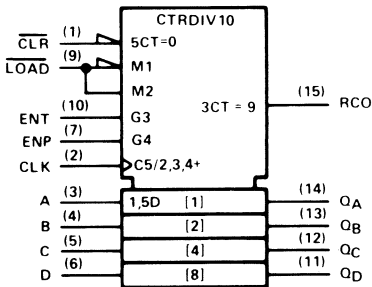 CTRDIV10
CLR (1) 5CT=0
LOAD (9) M1
M2
ENT (10) G3 3CT = 9 (15) RCO
ENP (7) G4
CLK (2) C5/2,3,4+
A (3) 1,5D [1] (14) QA
B (4) [2] (13) QB
C (5) [4] (12) QC
D (6) [8] (11) QD